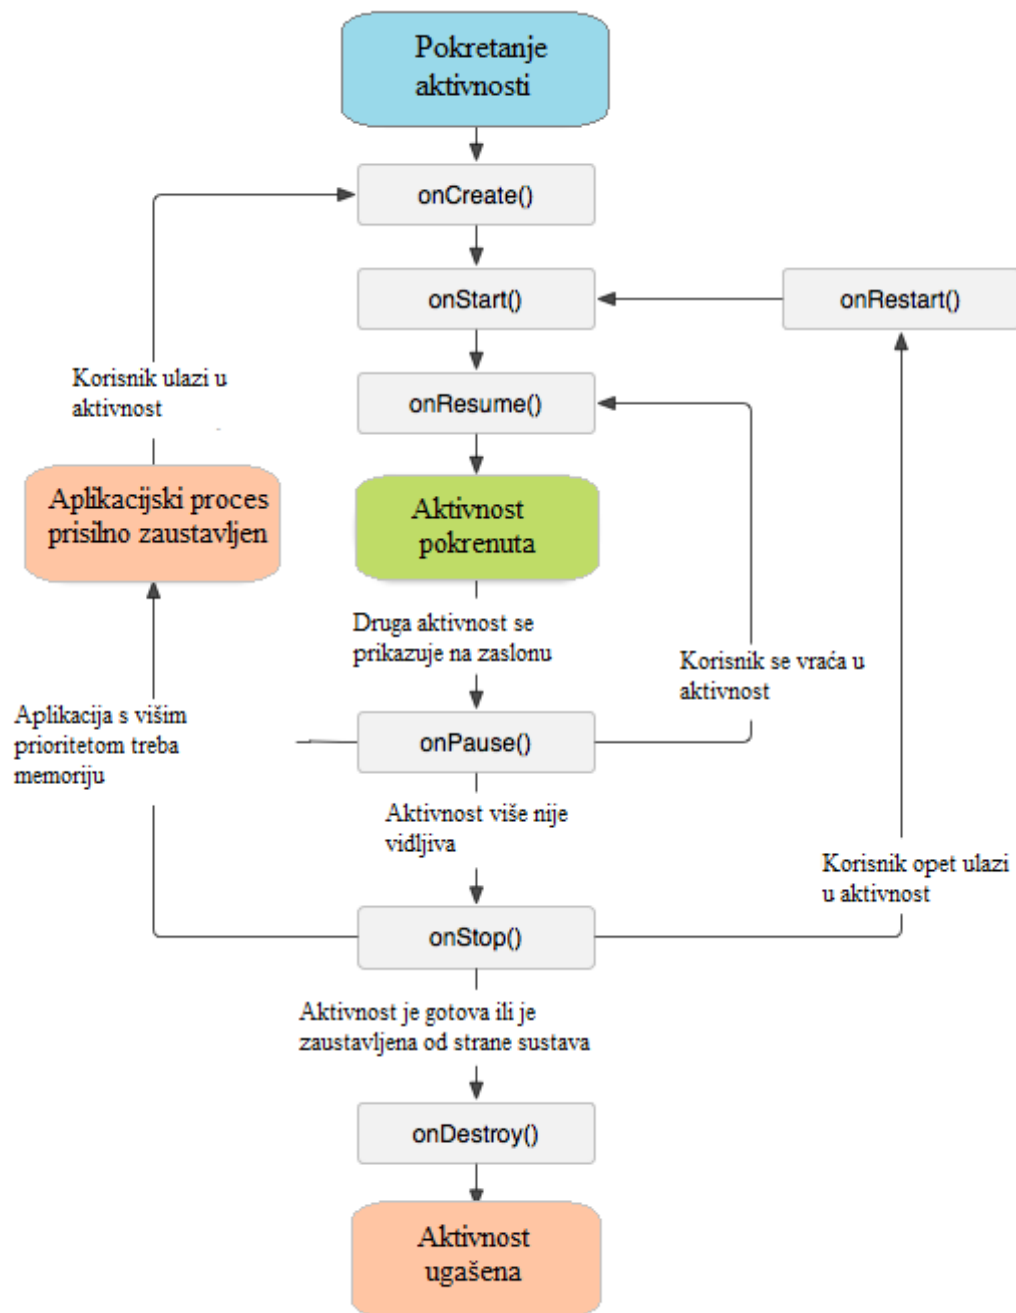 Pokretanje
aktivnosti
onCreate()
onStart()
onRestart()
Korisnik ulazi u
aktivnost
onResume()
Aplikacijski proces
prisilno zaustavljen
Aktivnost
pokrenuta
Druga aktivnost se
prikazuje na zaslonu
Korisnik se vraća u
aktivnost
Aplikacija s višim
prioritetom treba
memoriju
onPause()
Aktivnost više nije
vidljiva
Korisnik opet ulazi
u aktivnost
onStop()
Aktivnost je gotova ili je
zaustavljena od strane sustava
onDestroy()
Aktivnost
ugašena